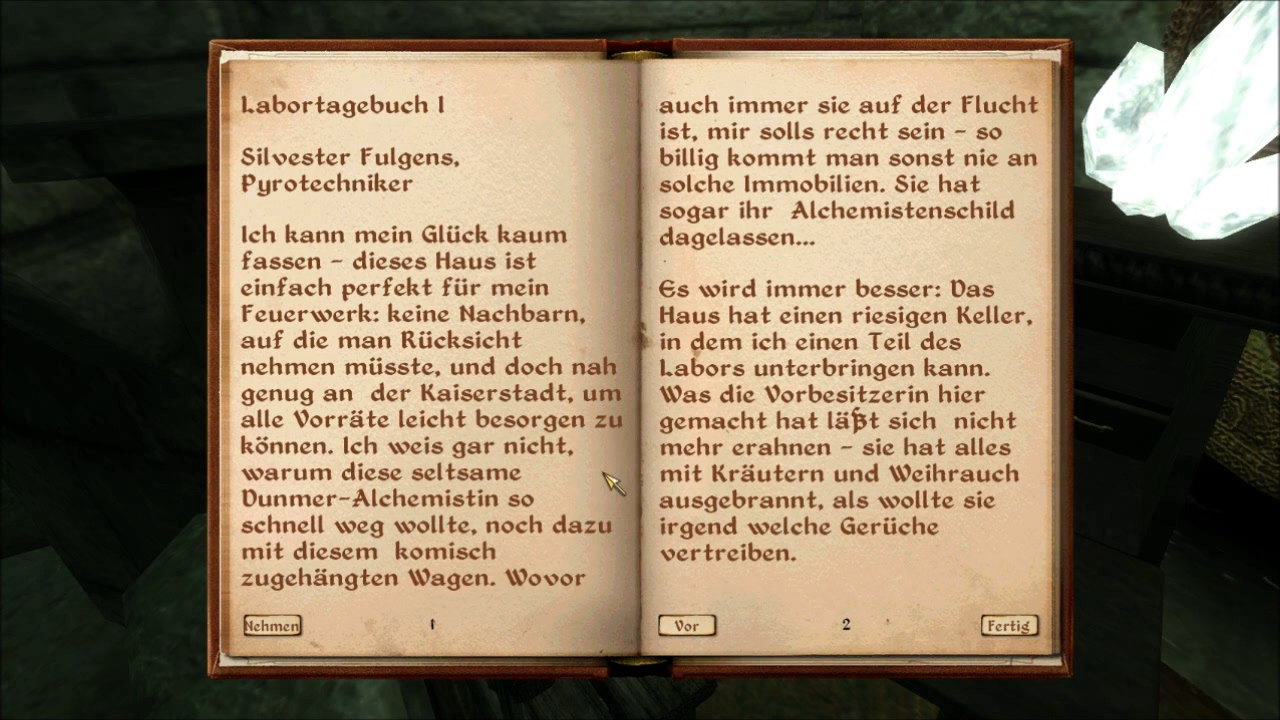 Labortagebuch I
Silvester Fulgens,
Pyrotechniker
Ich kann mein Glück kaum
fassen - dieses Haus ist
einfach perfekt für mein
Feuerwerk: keine Nachbarn,
auf die man Rücksicht
nehmen müsste, und doch nah
genug an  der Kaiserstadt, um
alle Vorräte leicht besorgen zu
können. Ich weis gar nicht,
warum diese seltsame
Dunmer-Alchemistin so
schnell weg wollte, noch dazu
mit diesem  komisch
zugehängten Wagen. Wovor
Nehmen
1
auch immer sie auf der Flucht
ist, mir solls recht sein - so
billig kommt man sonst nie an
solche Immobilien. Sie hat
sogar ihr  Alchemistenschild
dagelassen...
Es wird immer besser: Das
Haus hat einen riesigen Keller,
in dem ich einen Teil des
Labors unterbringen kann.
Was die Vorbesitzerin hier
gemacht hat läßt sich  nicht
mehr erahnen - sie hat alles
mit Kräutern und Weihrauch
ausgebrannt, als wollte sie
irgend welche Gerüche
vertreiben.
Vor
2
Fertig